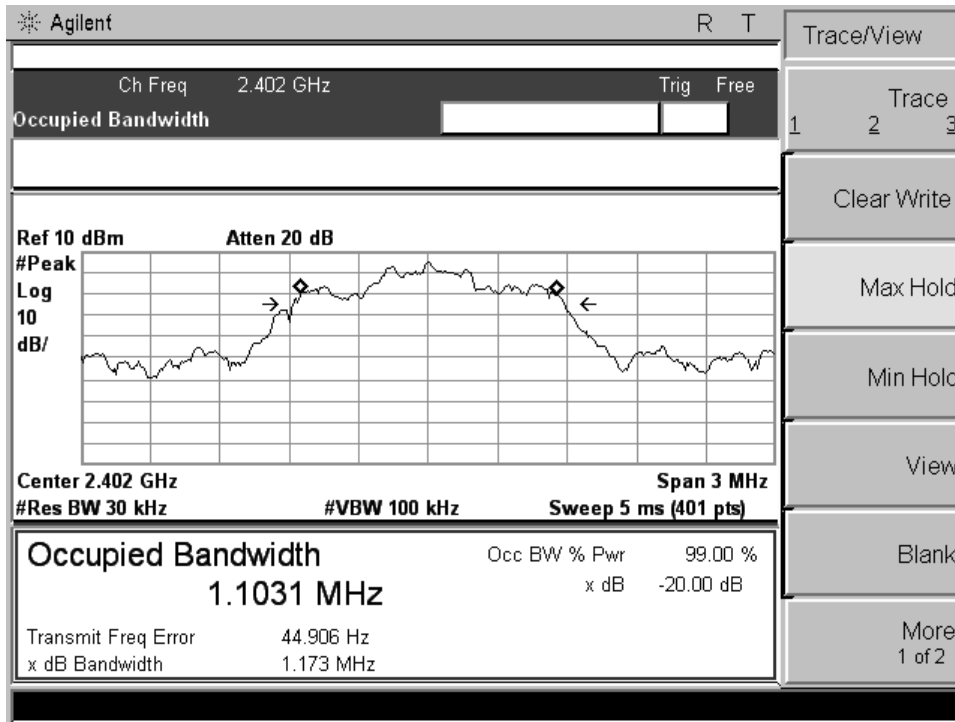 Agilent R T
Trace/View
Ch Freq 2.402 GHz Trig Free
Occupied Bandwidth
Trace
1 2 3
Clear Write
Max Hold
Min Hold
View
Blank
More
1 of 2
Ref 10 dBm Atten 20 dB
#Peak
Log
10
dB/
Center 2.402 GHz Span 3 MHz
#Res BW 30 kHz #VBW 100 kHz Sweep 5 ms (401 pts)
Occupied Bandwidth
1.1031 MHz
Occ BW % Pwr 99.00 %
x dB -20.00 dB
Transmit Freq Error 44.906 Hz
x dB Bandwidth 1.173 MHz